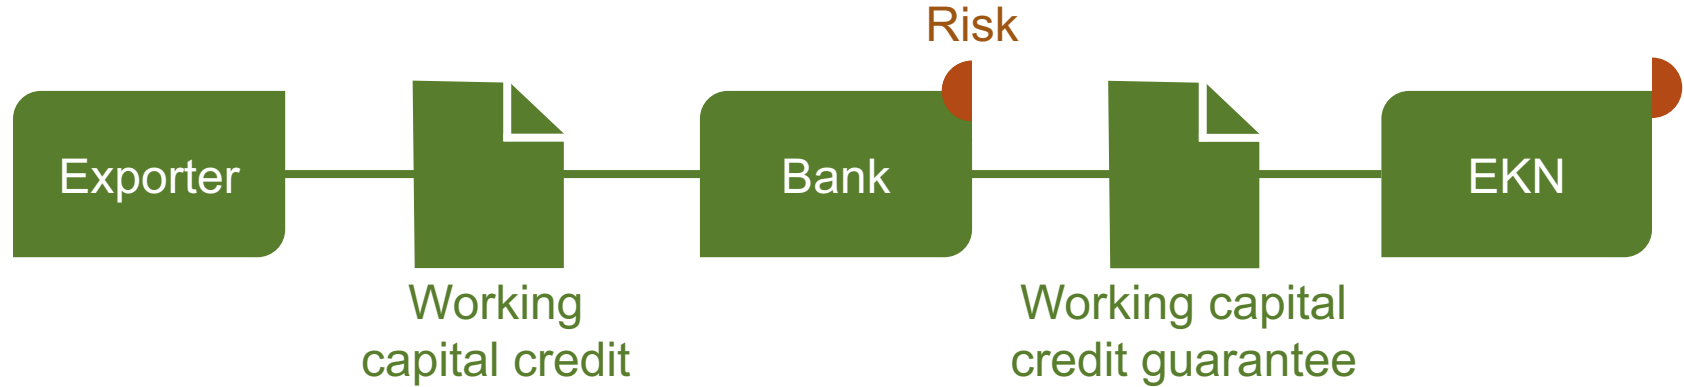 Risk
Exporter
Bank
EKN
Working
capital credit
Working capital
credit guarantee